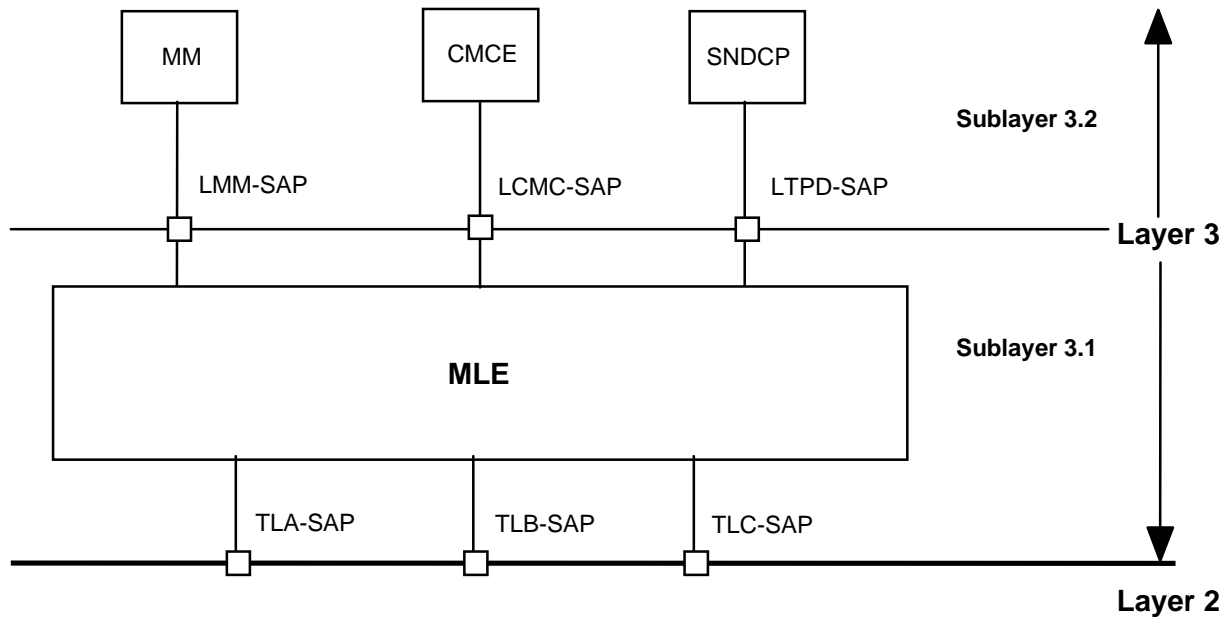 MM
CMCE
SNDCP
Sublayer 3.2
LMM-SAP
LCMC-SAP
LTPD-SAP
Layer 3
Sublayer 3.1
MLE
TLA-SAP
TLB-SAP
TLC-SAP
Layer 2